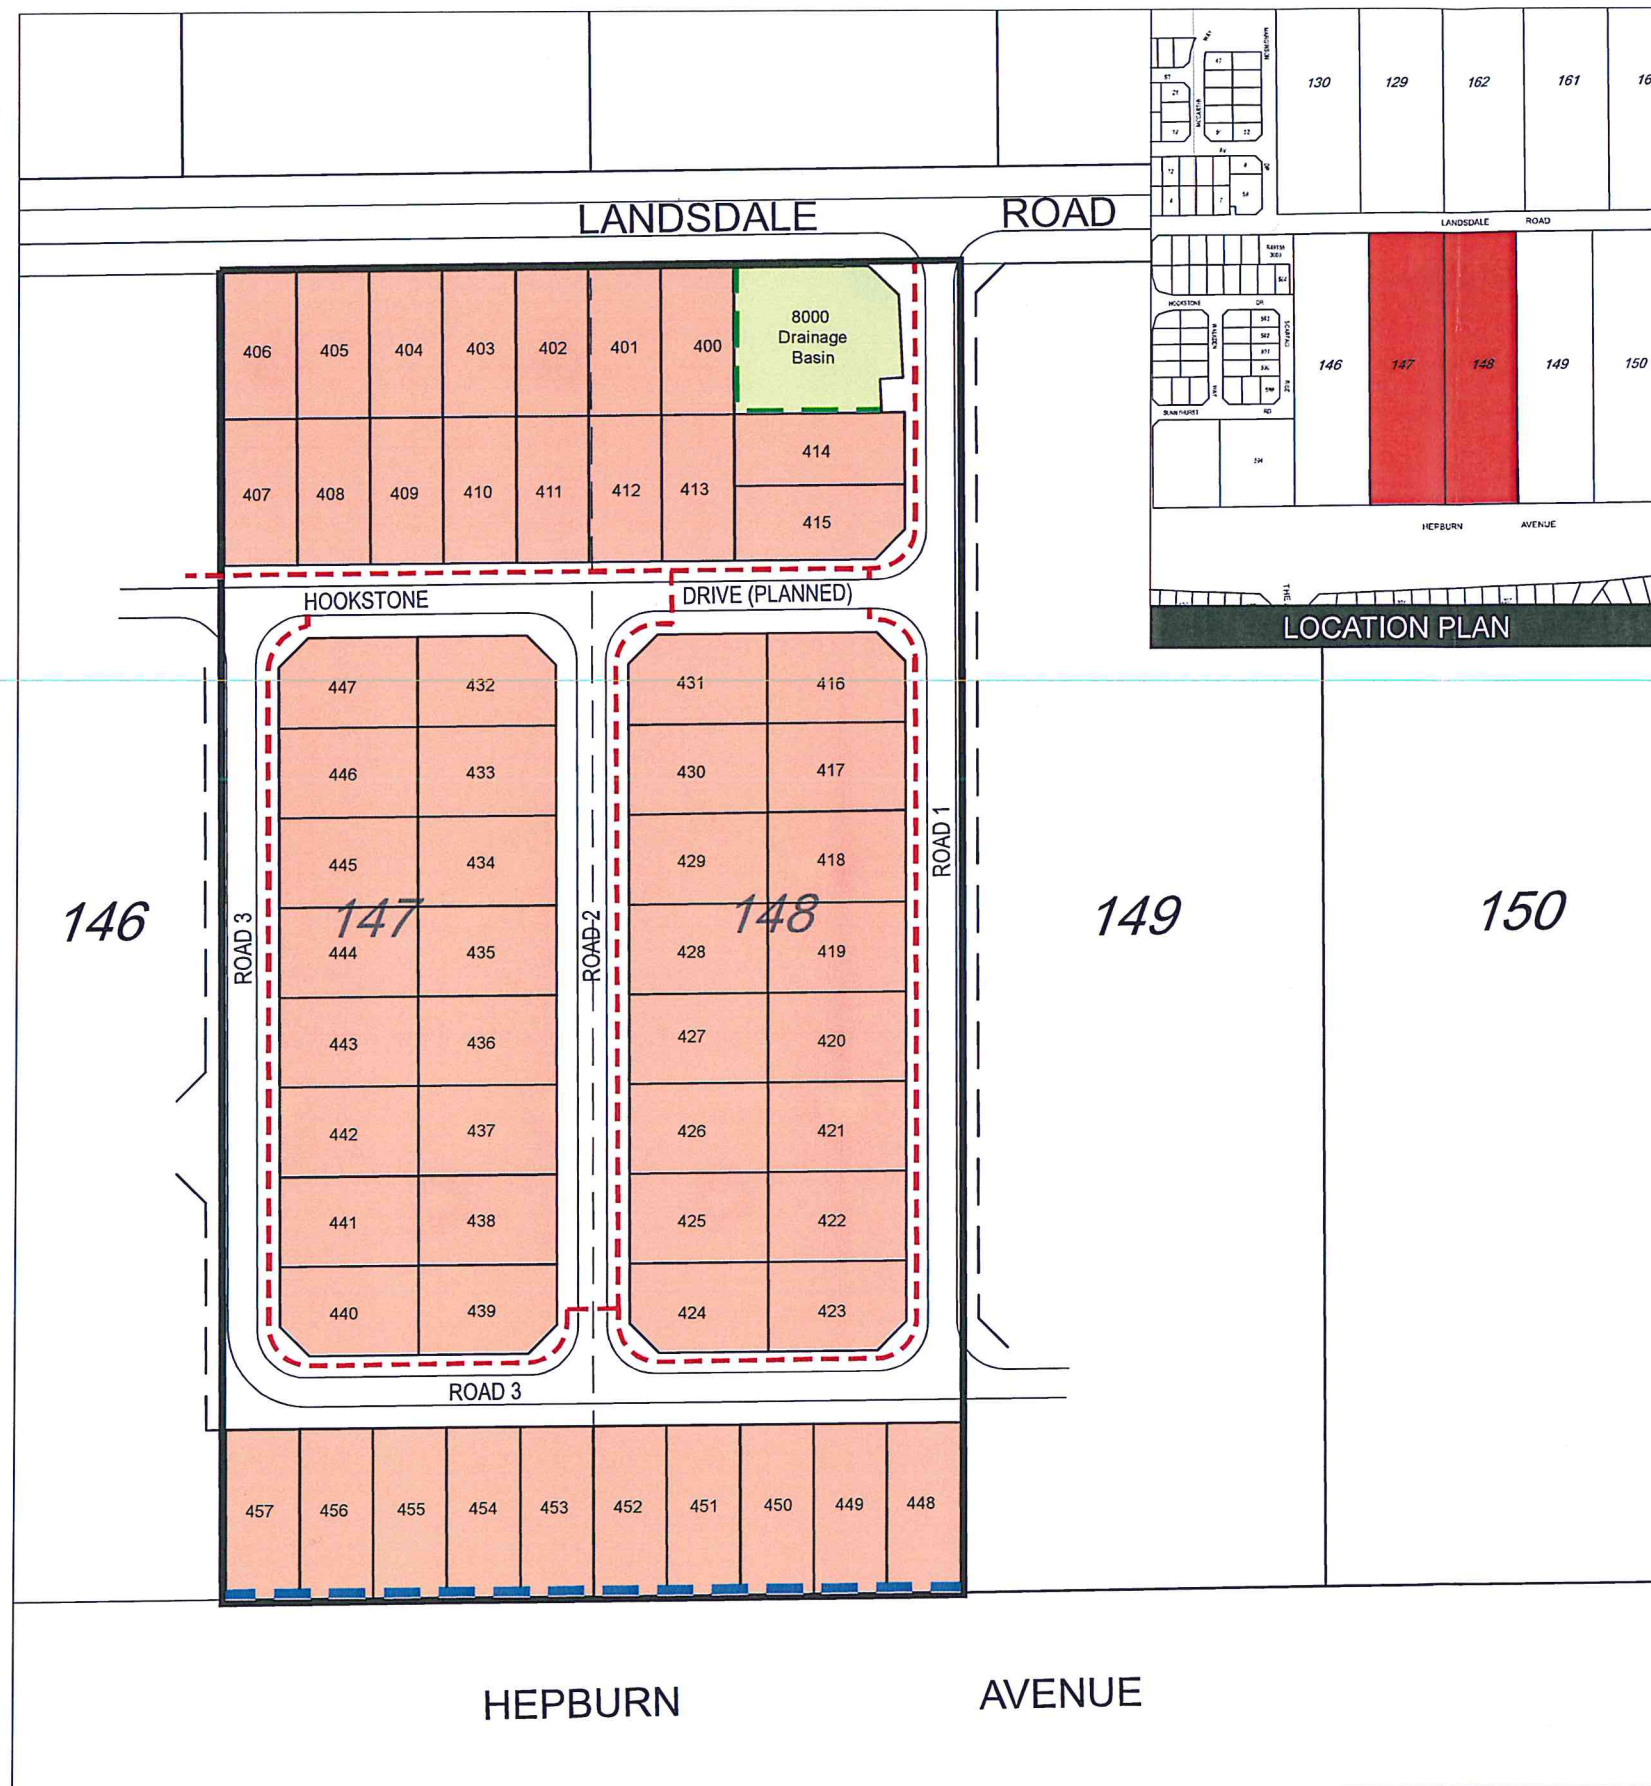 LANDSDALE ROAD
406 405 404 403 402 401 400
8000
Drainage
Basin
407 408 409 410 411 412 413
414
415
HOOKSTONE DRIVE (PLANNED)
447 432 431 416
446 433 430 417
445 434 429 418
ROAD 1
146 147 148 149 150
ROAD 3
ROAD 2
444 435 428 419
443 436 427 420
442 437 426 421
441 438 425 422
440 439 424 423
ROAD 3
457 456 455 454 453 452 451 450 449 448
HEPBURN AVENUE
130 129 162 161 16
LANDSDALE ROAD
HOOKSTONE DR
146 147 148 149 150
RD
HEPBURN AVENUE
THE
LOCATION PLAN